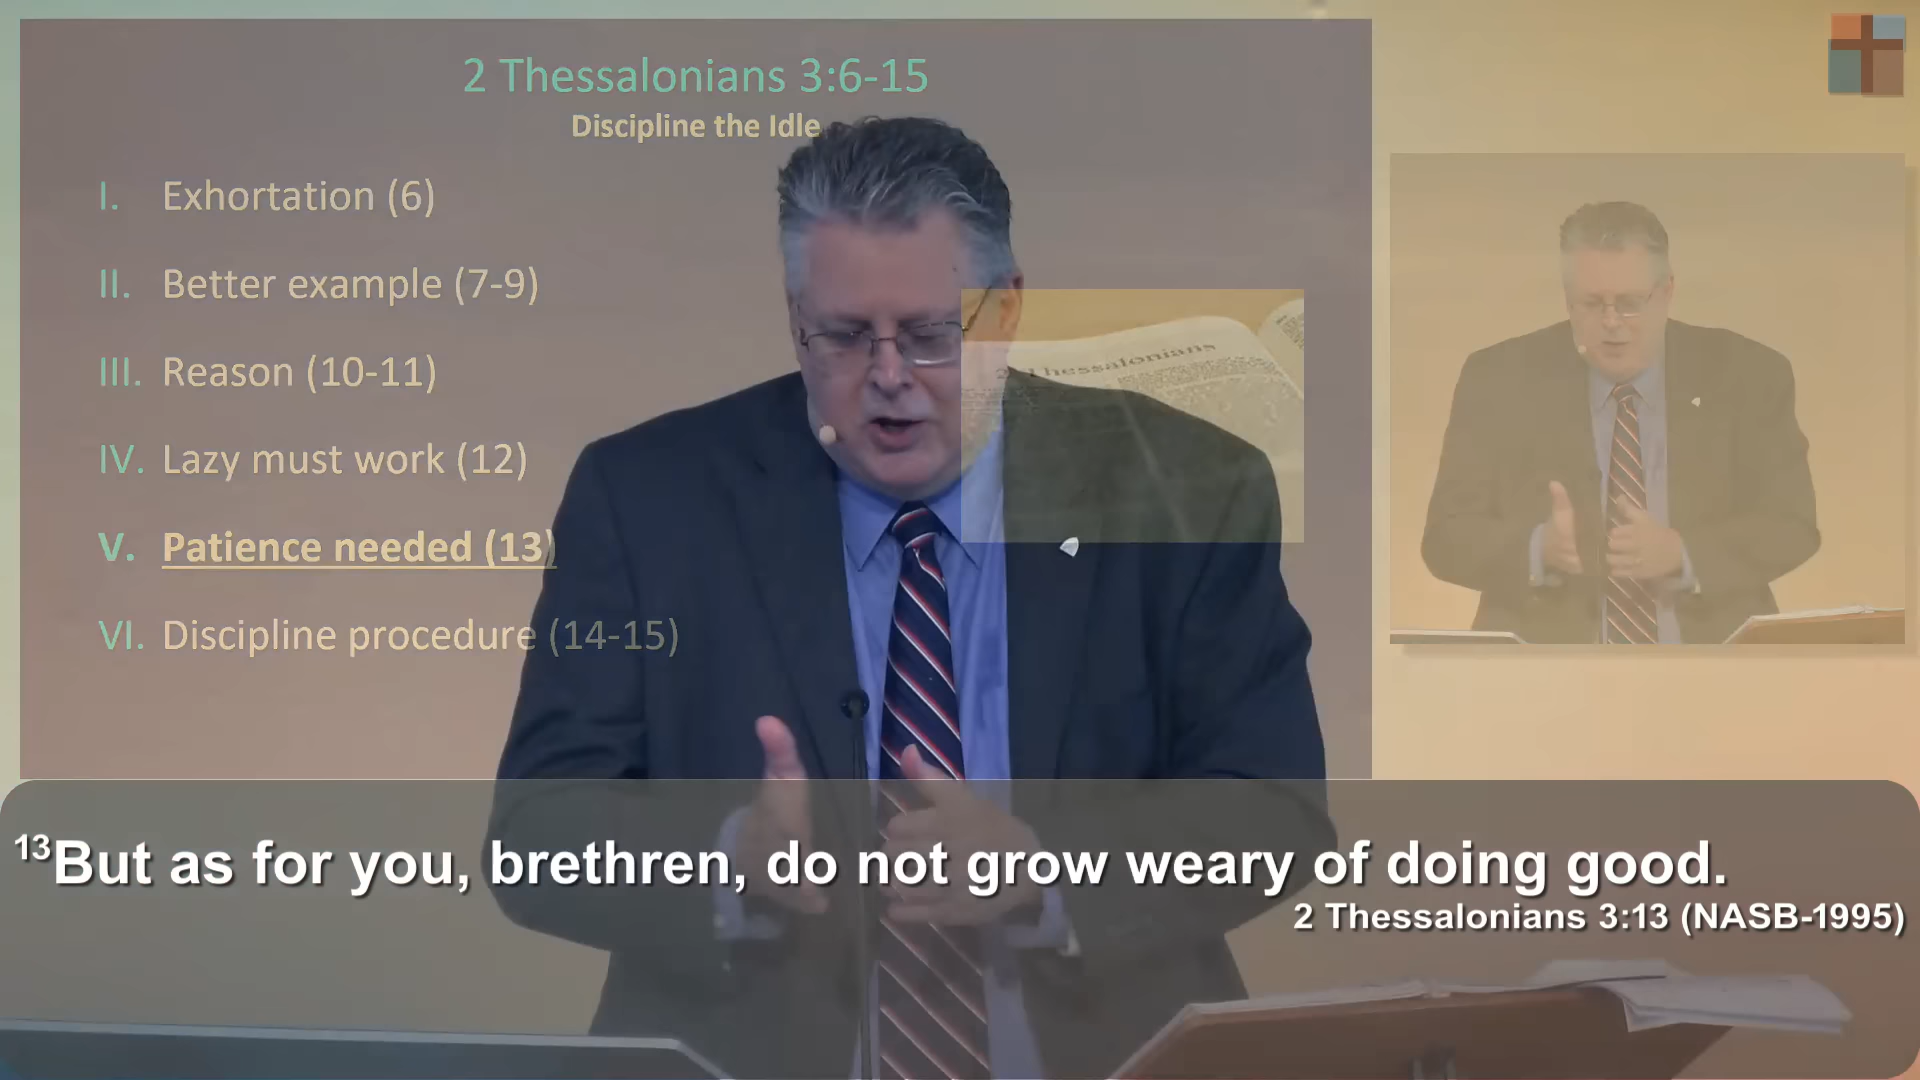 2 Thessalonians 3:6-15
Discipline the Idle
I. Exhortation (6)
II. Better example (7-9)
III. Reason (10-11)
IV. Lazy must work (12)
V. Patience needed (13)
VI. Discipline procedure (14-15)
2 Thessalonians
¹³But as for you, brethren, do not grow weary of doing good.
2 Thessalonians 3:13 (NASB-1995)